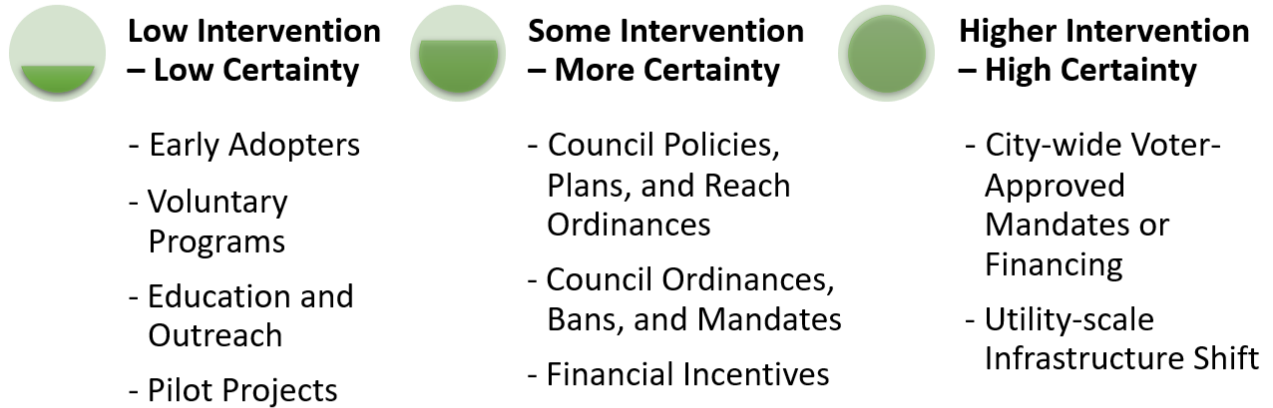 Low Intervention
– Low Certainty
- Early Adopters
- Voluntary
Programs
- Education and
Outreach
- Pilot Projects
Some Intervention
– More Certainty
- Council Policies,
Plans, and Reach
Ordinances
- Council Ordinances,
Bans, and Mandates
- Financial Incentives
Higher Intervention
– High Certainty
- City-wide Voter-
Approved
Mandates or
Financing
- Utility-scale
Infrastructure Shift